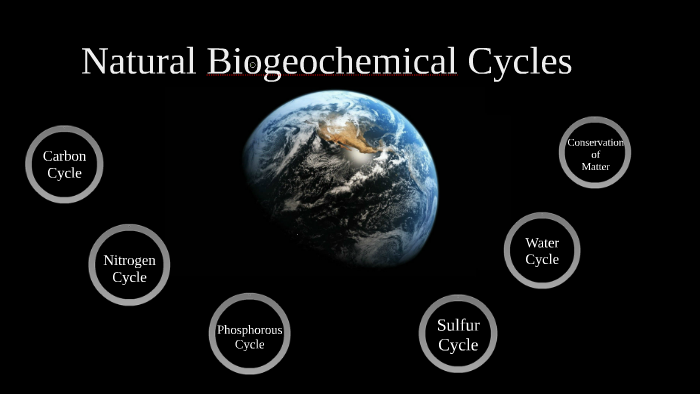 Natural Biogeochemical Cycles
Carbon
Cycle
Nitrogen
Cycle
Phosphorous
Cycle
Sulfur
Cycle
Water
Cycle
Conservation
of
Matter